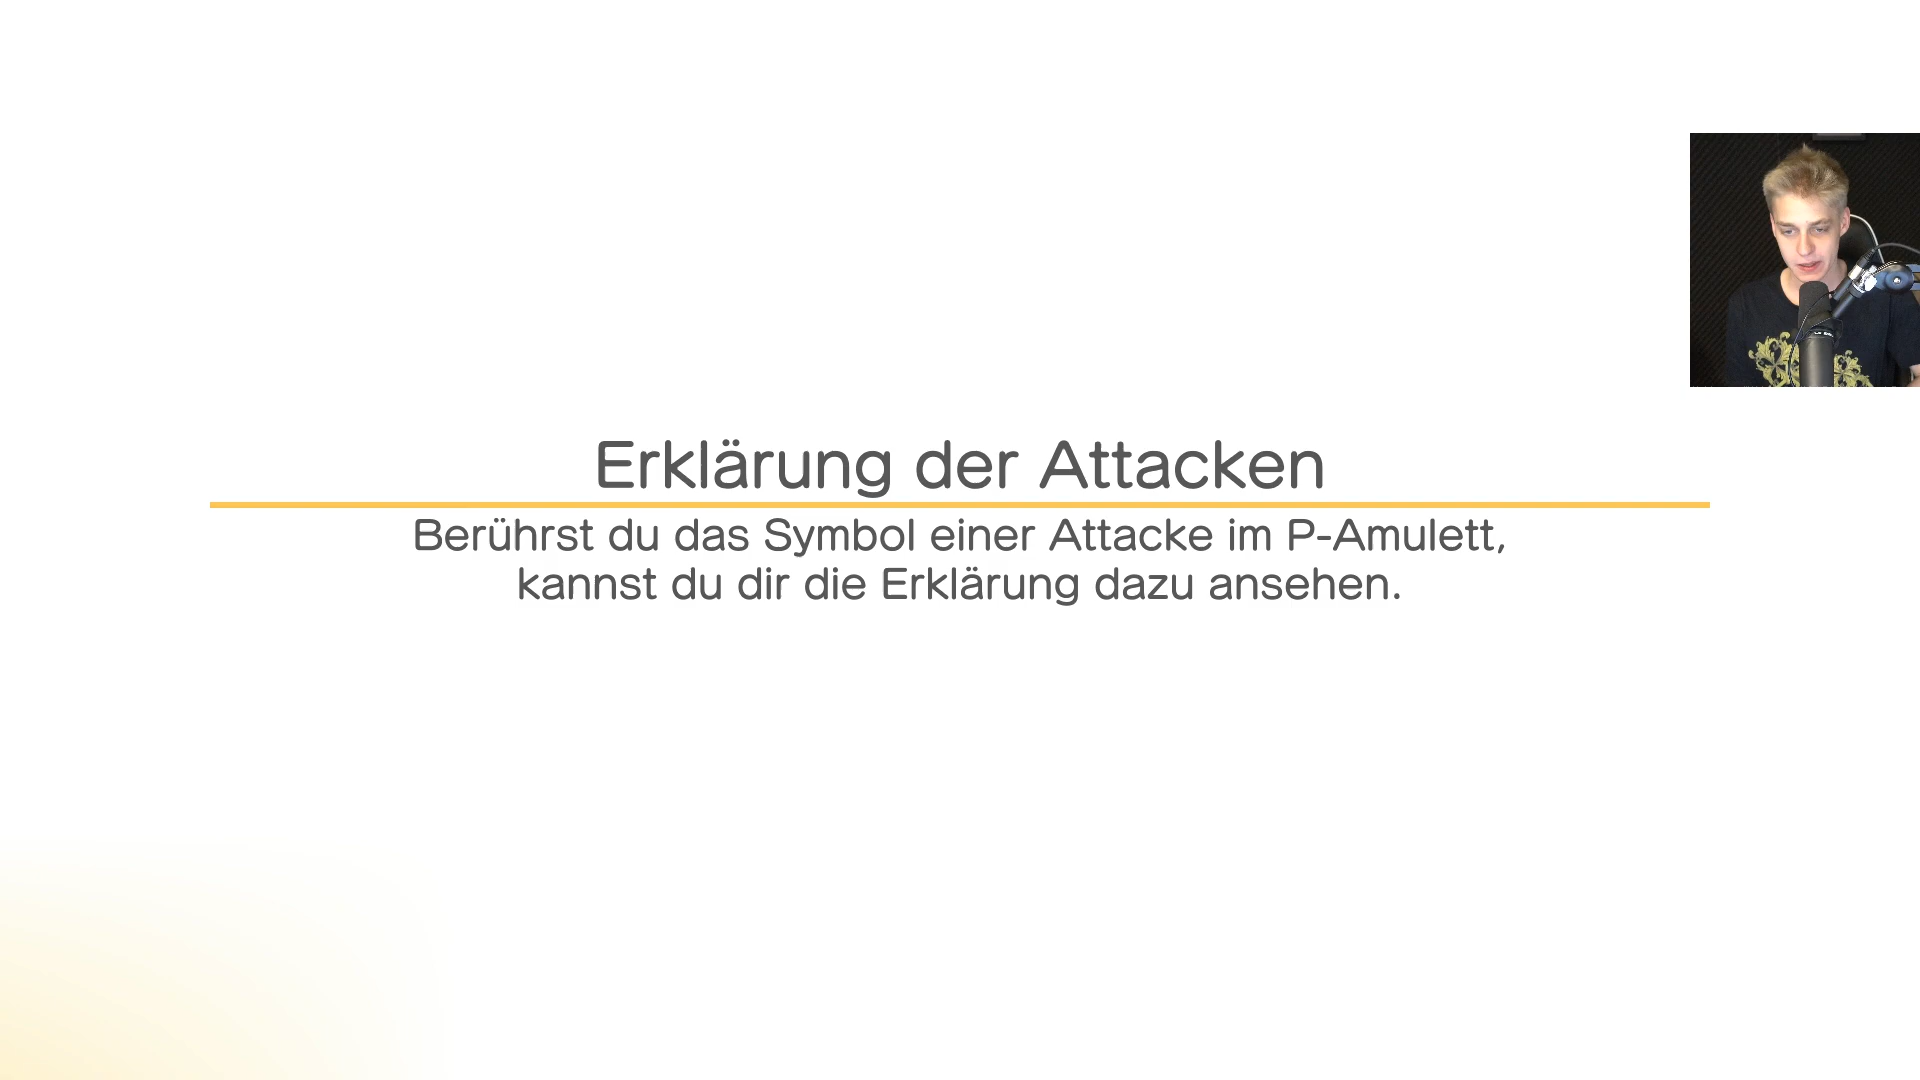 Erklärung der Attacken
Berührst du das Symbol einer Attacke im P-Amulett,
kannst du dir die Erklärung dazu ansehen.